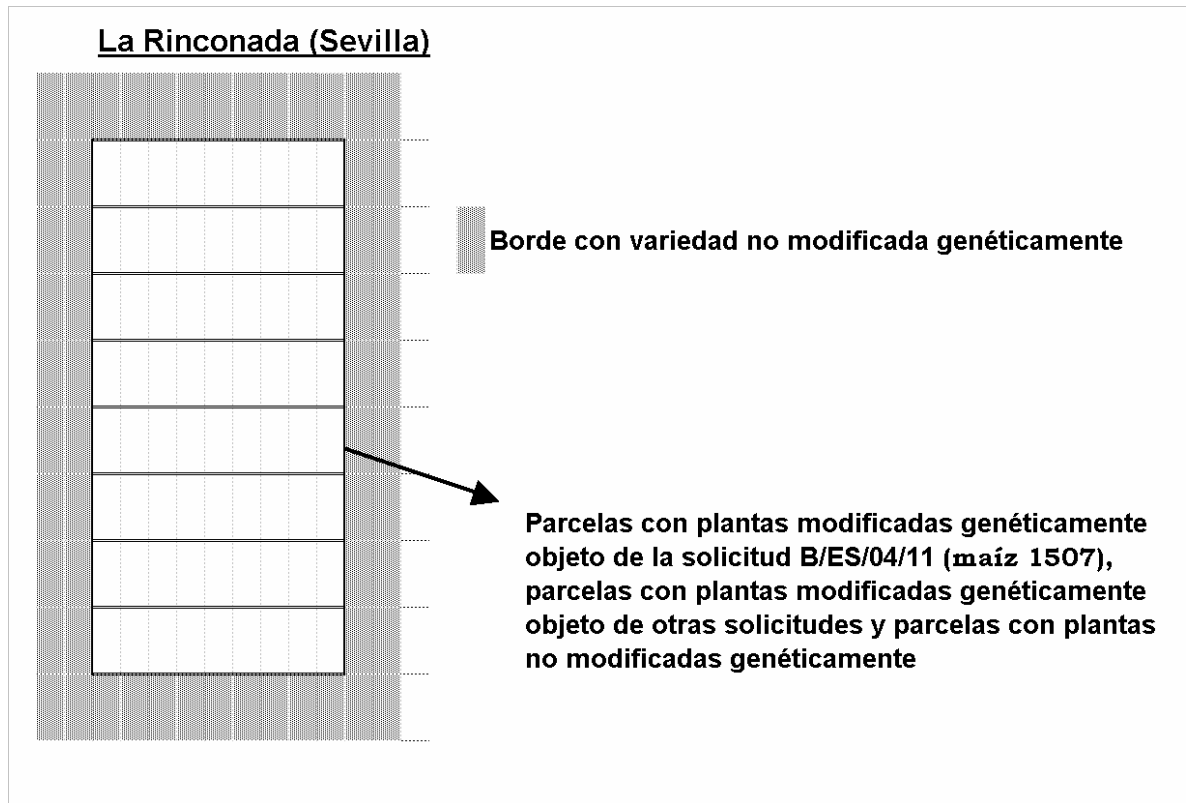 La Rinconada (Sevilla)
Borde con variedad no modificada genéticamente
Parcelas con plantas modificadas genéticamente
objeto de la solicitud B/ES/04/11 (maíz 1507),
parcelas con plantas modificadas genéticamente
objeto de otras solicitudes y parcelas con plantas
no modificadas genéticamente